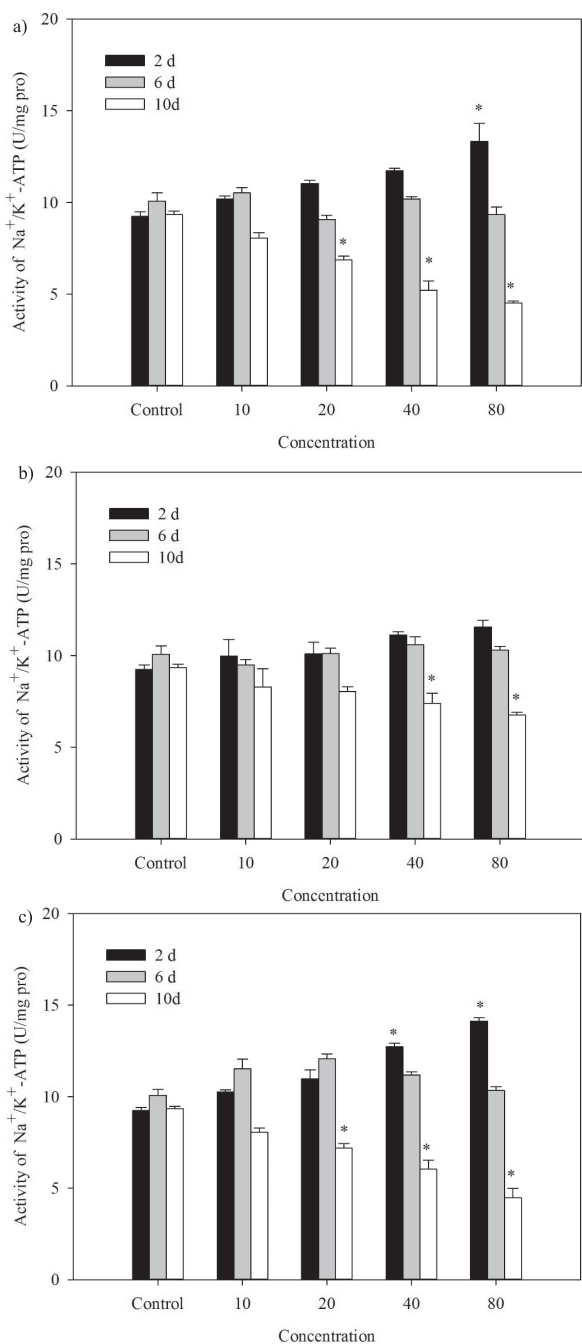 a)
20
15
10
5
0
Activity of Na⁺/K⁺-ATP (U/mg pro)
2 d
6 d
10d
*
*
*
*
Control 10 20 40 80
Concentration
b)
20
15
10
5
0
Activity of Na⁺/K⁺-ATP (U/mg pro)
2 d
6 d
10d
*
*
Control 10 20 40 80
Concentration
c)
20
15
10
5
0
Activity of Na⁺/K⁺-ATP (U/mg pro)
2 d
6 d
10d
*
*
*
*
*
Control 10 20 40 80
Concentration